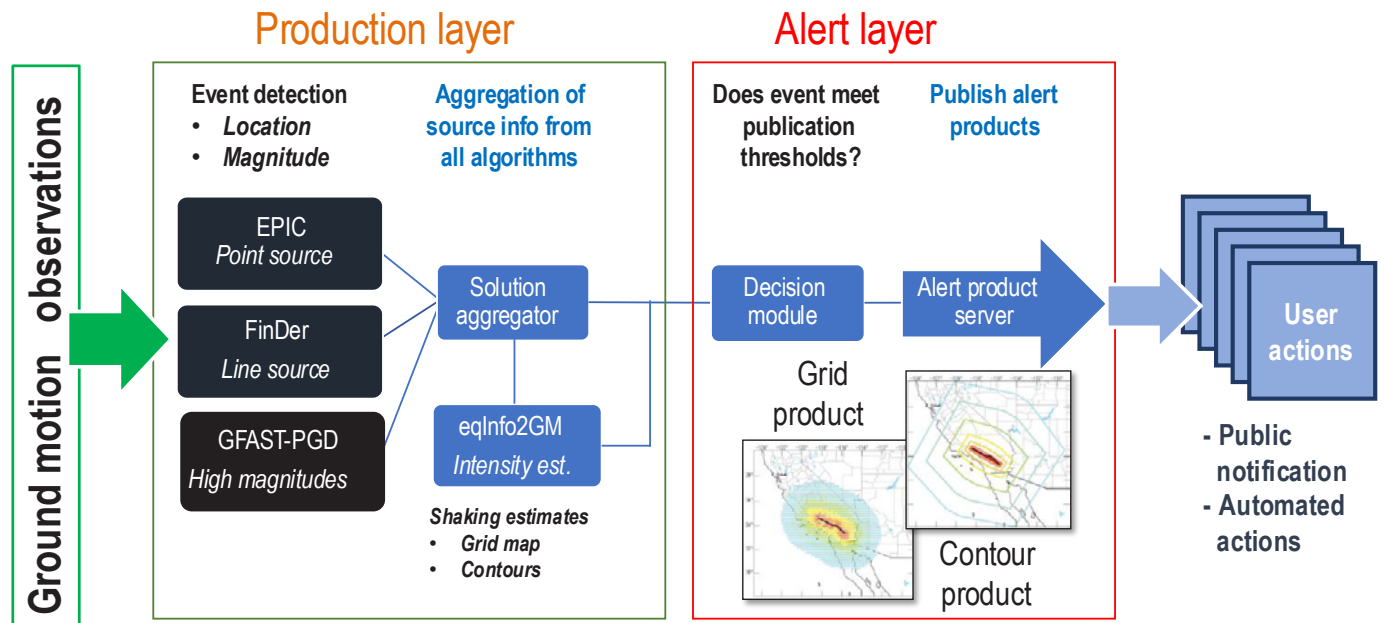 Production layer
Alert layer
Ground motion observations
Event detection
• Location
• Magnitude
Aggregation of
source info from
all algorithms
Does event meet
publication
thresholds?
Publish alert
products
EPIC
Point source
FinDer
Line source
GFAST-PGD
High magnitudes
Solution
aggregator
eqInfo2GM
Intensity est.
Shaking estimates
• Grid map
• Contours
Decision
module
Alert product
server
Grid
product
Contour
product
User
actions
- Public
notification
- Automated
actions